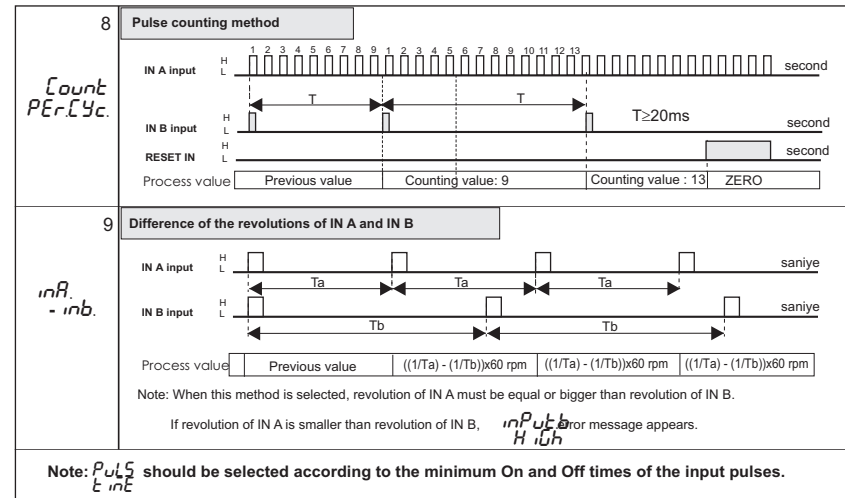 8
Pulse counting method
Count
PEr.CYc.
1 2 3 4 5 6 7 8 9 1 2 3 4 5 6 7 8 9 10 11 12 13
IN A input H L second
T T
IN B input H L T≥20ms second
RESET IN H L second
Process value Previous value Counting value: 9 Counting value : 13 ZERO
9
Difference of the revolutions of IN A and IN B
inA.
- inb.
IN A input H L saniye
Ta Ta Ta
IN B input H L saniye
Tb Tb
Process value Previous value ((1/Ta) - (1/Tb))x60 rpm ((1/Ta) - (1/Tb))x60 rpm ((1/Ta) - (1/Tb))x60 rpm
Note: When this method is selected, revolution of IN A must be equal or bigger than revolution of IN B.
If revolution of IN A is smaller than revolution of IN B, inPut.b HiGh error message appears.
Note: PuLS tinE should be selected according to the minimum On and Off times of the input pulses.